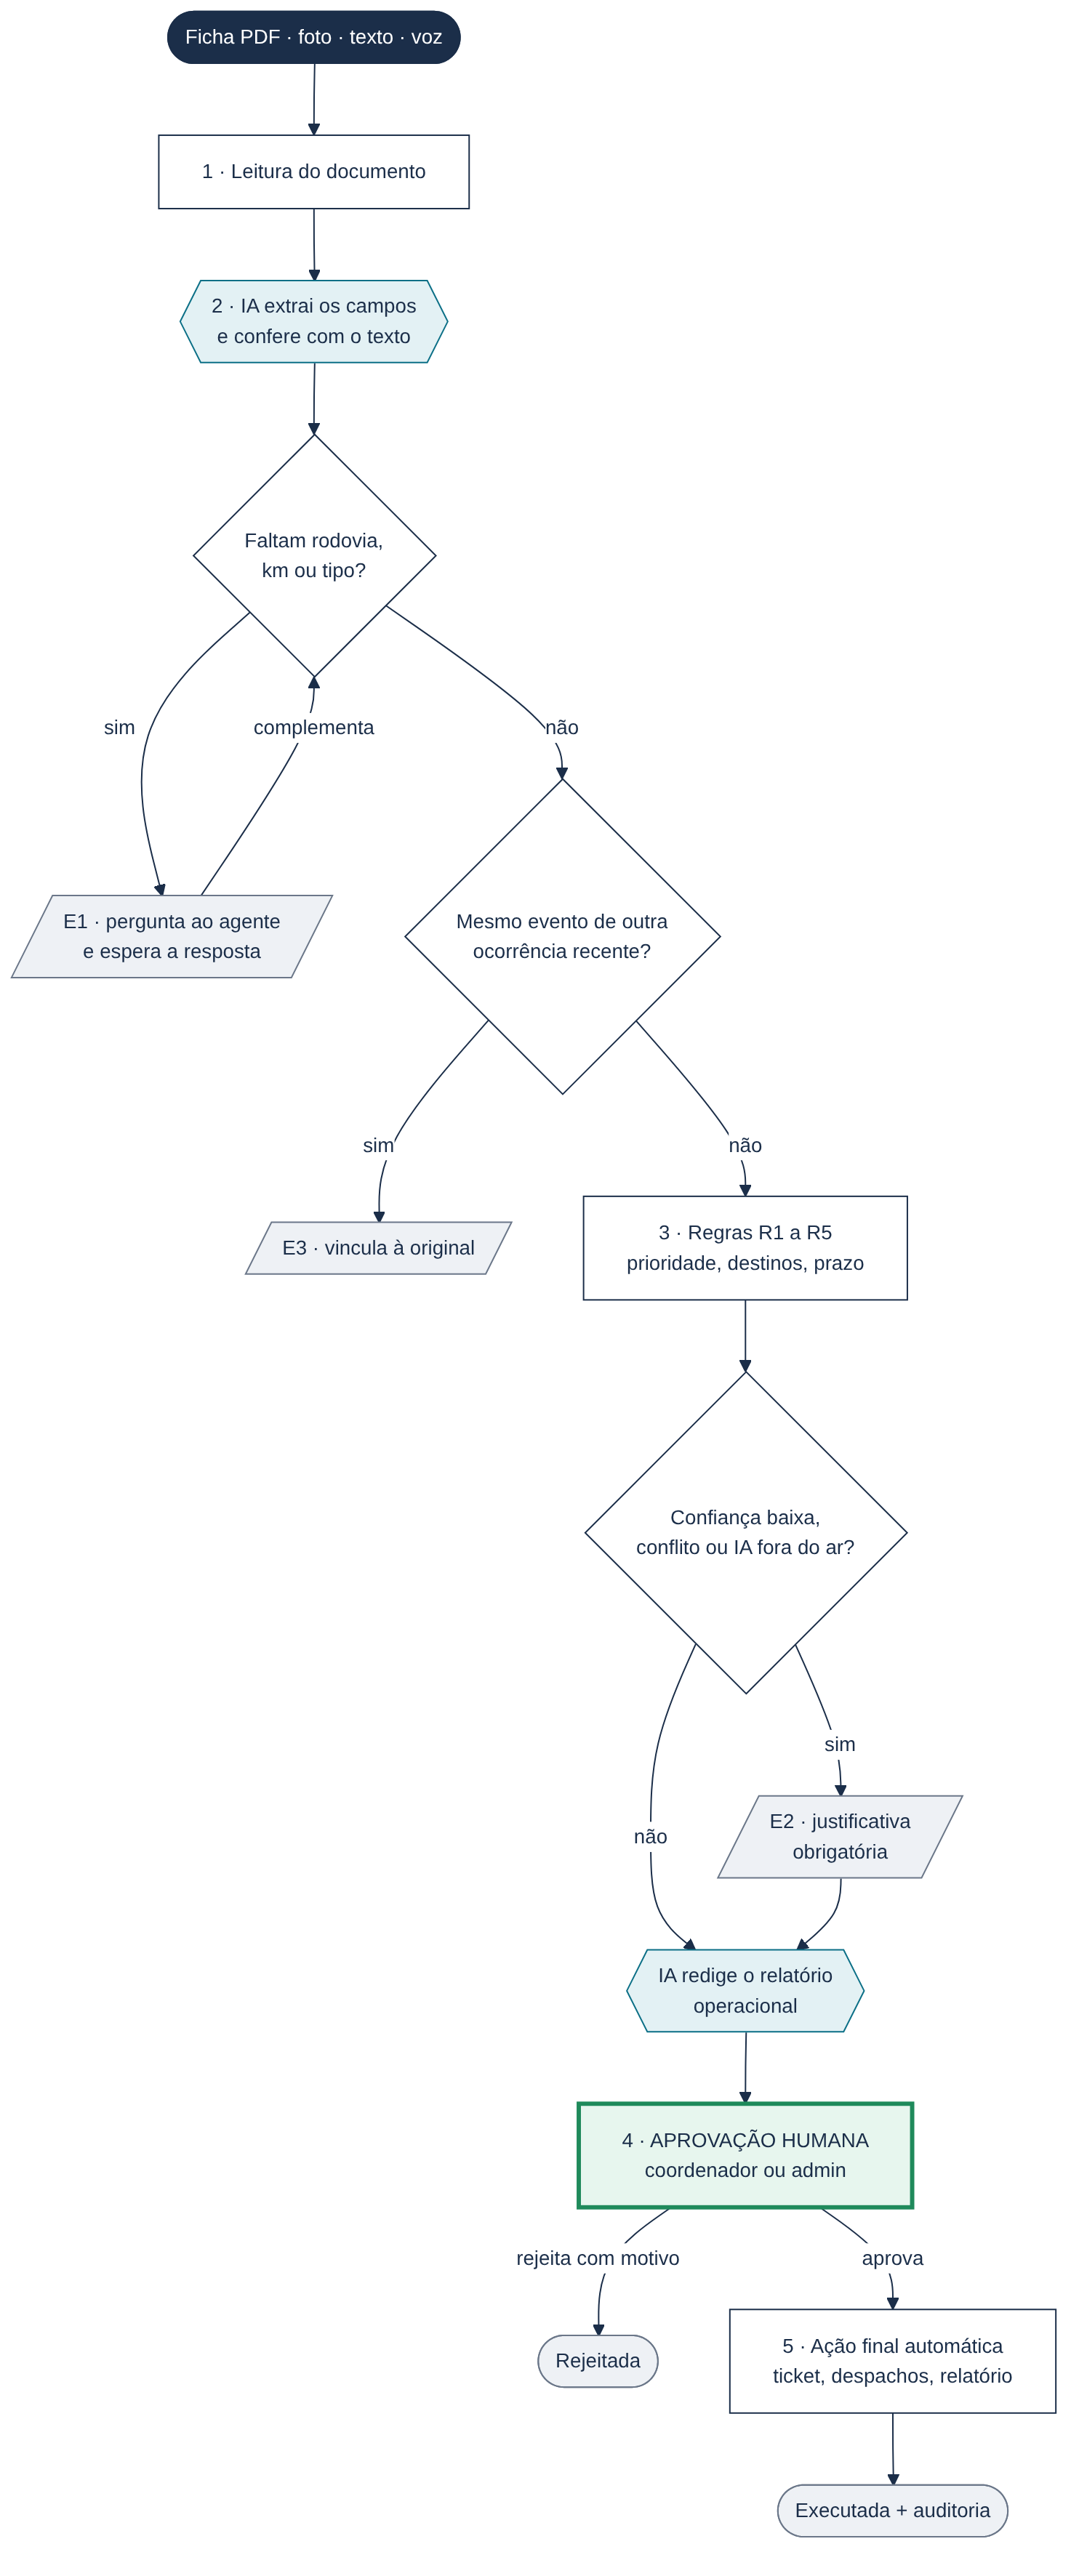 Ficha PDF · foto · texto · voz
1 · Leitura do documento
2 · IA extrai os campos
e confere com o texto
Faltam rodovia,
km ou tipo?
sim
complementa
não
E1 · pergunta ao agente
e espera a resposta
Mesmo evento de outra
ocorrência recente?
sim
não
E3 · vincula à original
3 · Regras R1 a R5
prioridade, destinos, prazo
Confiança baixa,
conflito ou IA fora do ar?
sim
não
E2 · justificativa
obrigatória
IA redige o relatório
operacional
4 · APROVAÇÃO HUMANA
coordenador ou admin
rejeita com motivo
aprova
Rejeitada
5 · Ação final automática
ticket, despachos, relatório
Executada + auditoria